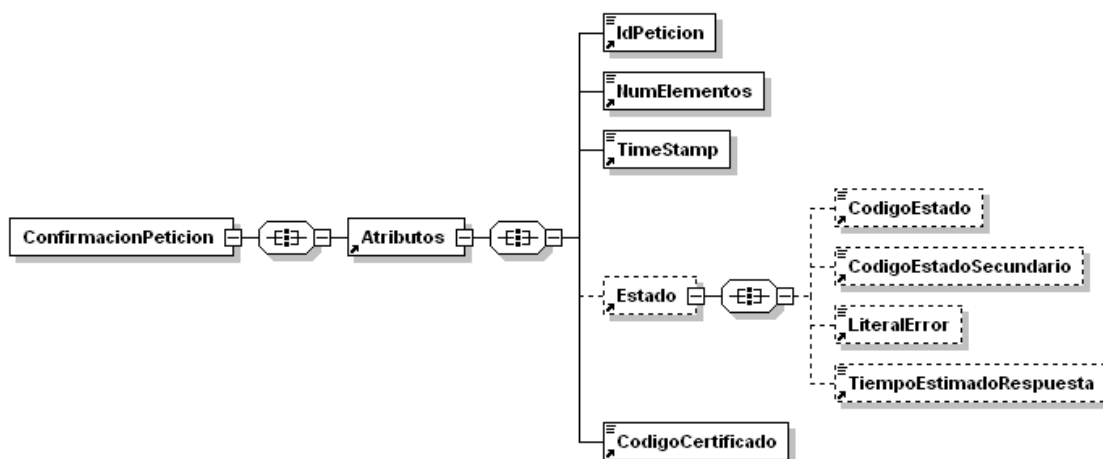 IdPeticion
NumElementos
TimeStamp
ConfirmacionPeticion
Atributos
Estado
CodigoEstado
CodigoEstadoSecundario
LiteralError
TiempoEstimadoRespuesta
CodigoCertificado